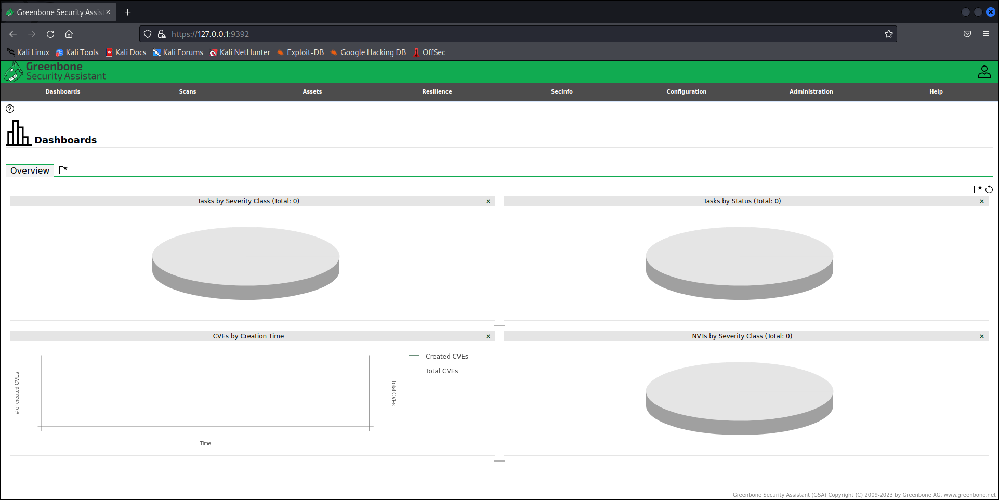 Greenbone Security Assis
https://127.0.0.1:9392
Kali Linux Kali Tools Kali Docs Kali Forums Kali NetHunter Exploit-DB Google Hacking DB OffSec
Greenbone
Security Assistant
Dashboards Scans Assets Resilience SecInfo Configuration Administration Help
Dashboards
Overview
Tasks by Severity Class (Total: 0)
Tasks by Status (Total: 0)
CVEs by Creation Time
# of created CVEs
Time
Total CVEs
Created CVEs
Total CVEs
NVTs by Severity Class (Total: 0)
Greenbone Security Assistant (GSA) Copyright (C) 2009-2023 by Greenbone AG, www.greenbone.net